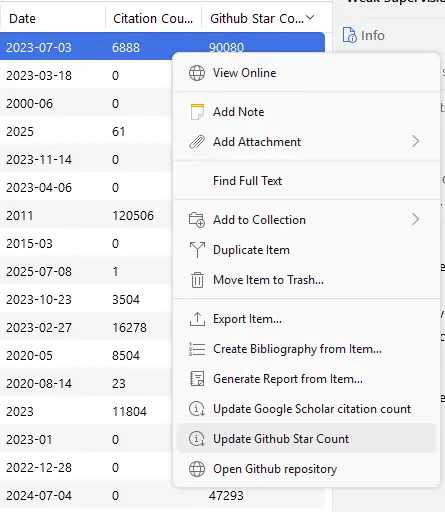 Weak Supervisio
Date Citation Cou... Github Star Co...
Info
2023-07-03 6888 90080
2023-03-18 0
View Online
2000-06 0
Add Note
2025 61
Add Attachment
2023-11-14 0
Find Full Text
2023-04-06 0
2011 120506
Add to Collection
2015-03 0
Duplicate Item
2025-07-08 1
Move Item to Trash...
2023-10-23 3504
Export Item...
2023-02-27 16278
2020-05 8504
Create Bibliography from Item...
2020-08-14 23
Generate Report from Item...
2023 11804
Update Google Scholar citation count
2023-01 0
Update Github Star Count
2022-12-28 0
Open Github repository
2024-07-04 0 47293